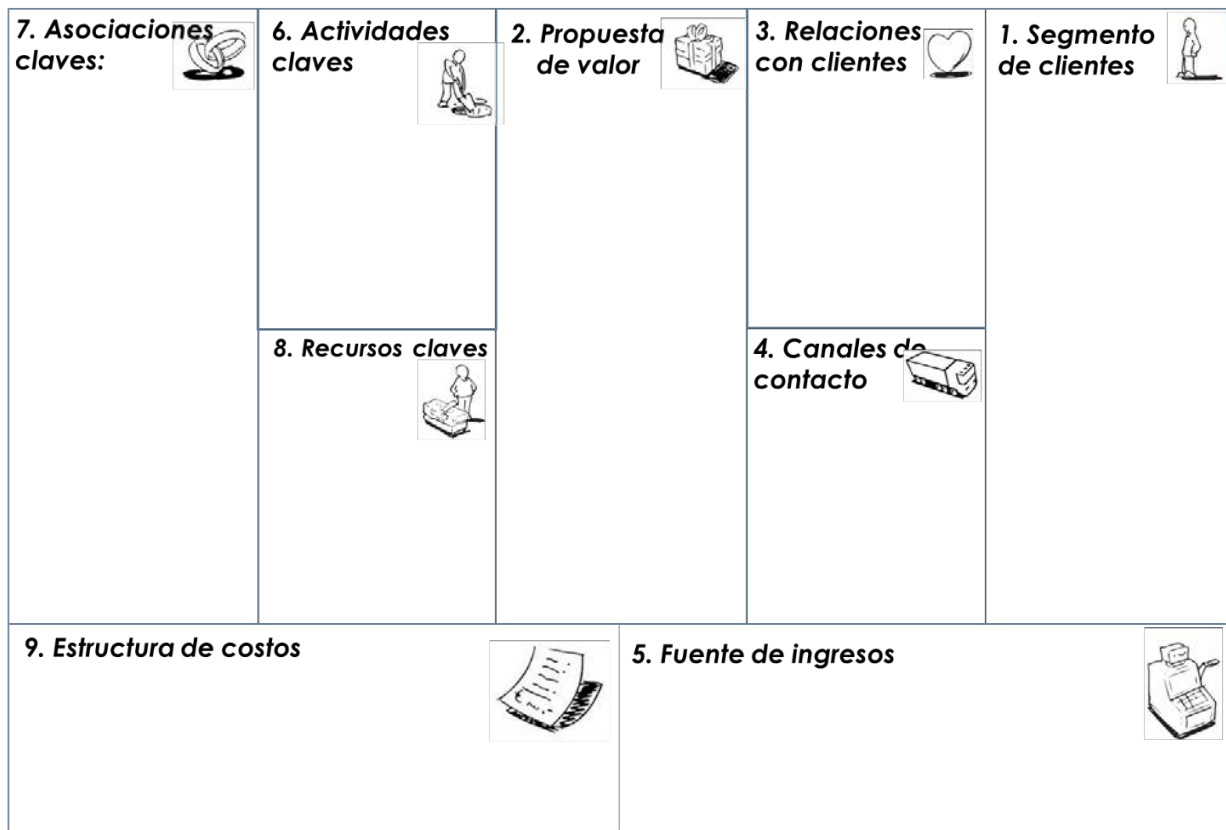 7. Asociaciones
claves:
6. Actividades
claves
2. Propuesta
de valor
3. Relaciones
con clientes
1. Segmento
de clientes
8. Recursos claves
4. Canales de
contacto
9. Estructura de costos
5. Fuente de ingresos